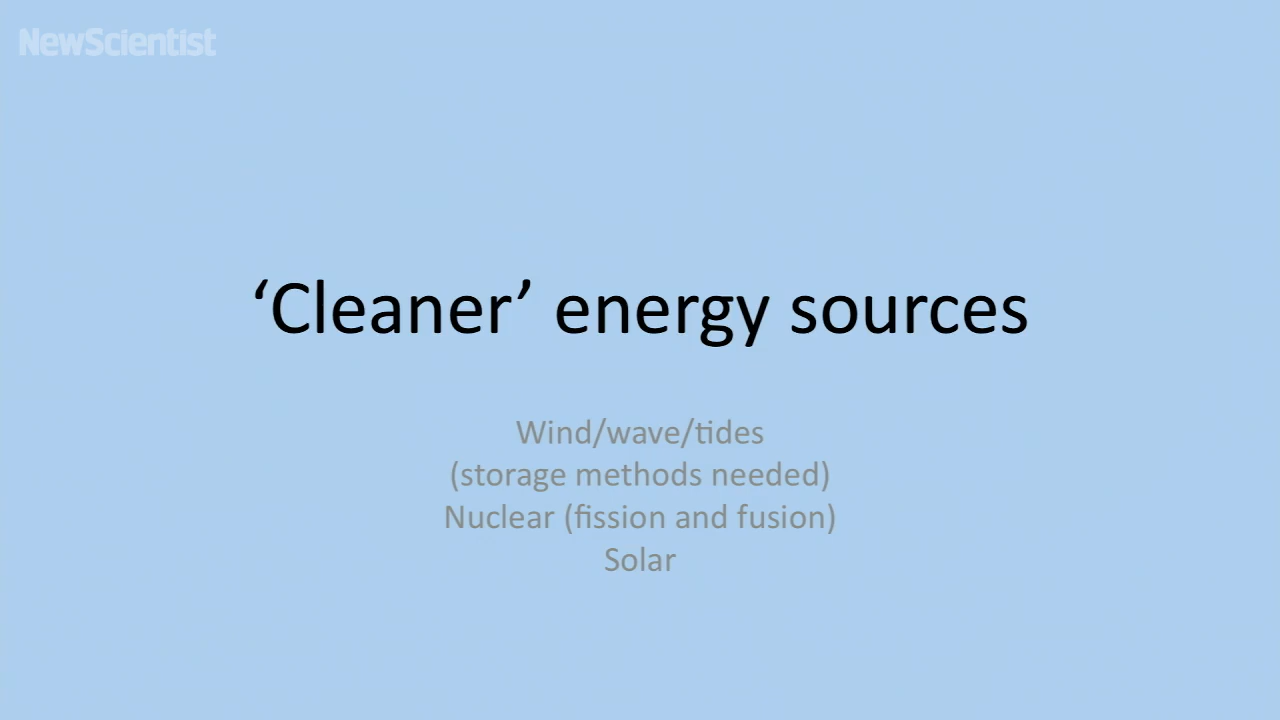 NewScientist
‘Cleaner’ energy sources
Wind/wave/tides
(storage methods needed)
Nuclear (fission and fusion)
Solar